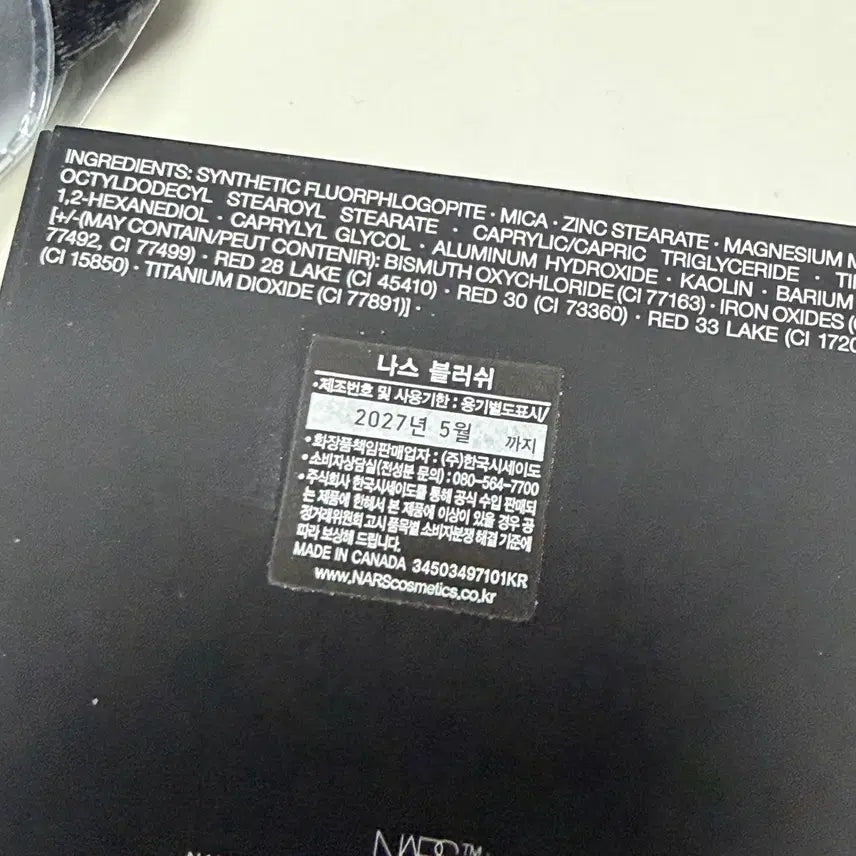 INGREDIENTS: SYNTHETIC FLUORPHLOGOPITE · MICA · ZINC STEARATE · MAGNESIUM
OCTYLDODECYL STEAROYL STEARATE · CAPRYLIC/CAPRIC TRIGLYCERIDE ·
1,2-HEXANEDIOL · CAPRYLYL GLYCOL · ALUMINUM HYDROXIDE · KAOLIN · BARIUM
[+/-(MAY CONTAIN/PEUT CONTENIR): BISMUTH OXYCHLORIDE (CI 77163) · IRON OXIDES
77492, CI 77499) · RED 28 LAKE (CI 45410) · RED 30 (CI 73360) · RED 33 LAKE (CI
(CI 15850) · TITANIUM DIOXIDE (CI 77891)] ·
나스 블러쉬
•제조번호 및 사용기한 : 용기별도표시/
2027년 5월 까지
•화장품책임판매업자 : (주)한국시세이도
•소비자상담실(전성분 문의) : 080-564-7700
•주식회사 한국시세이도를 통해 공식 수입 판매되
는 제품에 한해서 본 제품에 이상이 있을 경우 공
정거래위원회 고시 품목별 소비자분쟁 해결 기준에
따라 보상해 드립니다.
MADE IN CANADA 34503497101KR
www.NARScosmetics.co.kr
NARS™